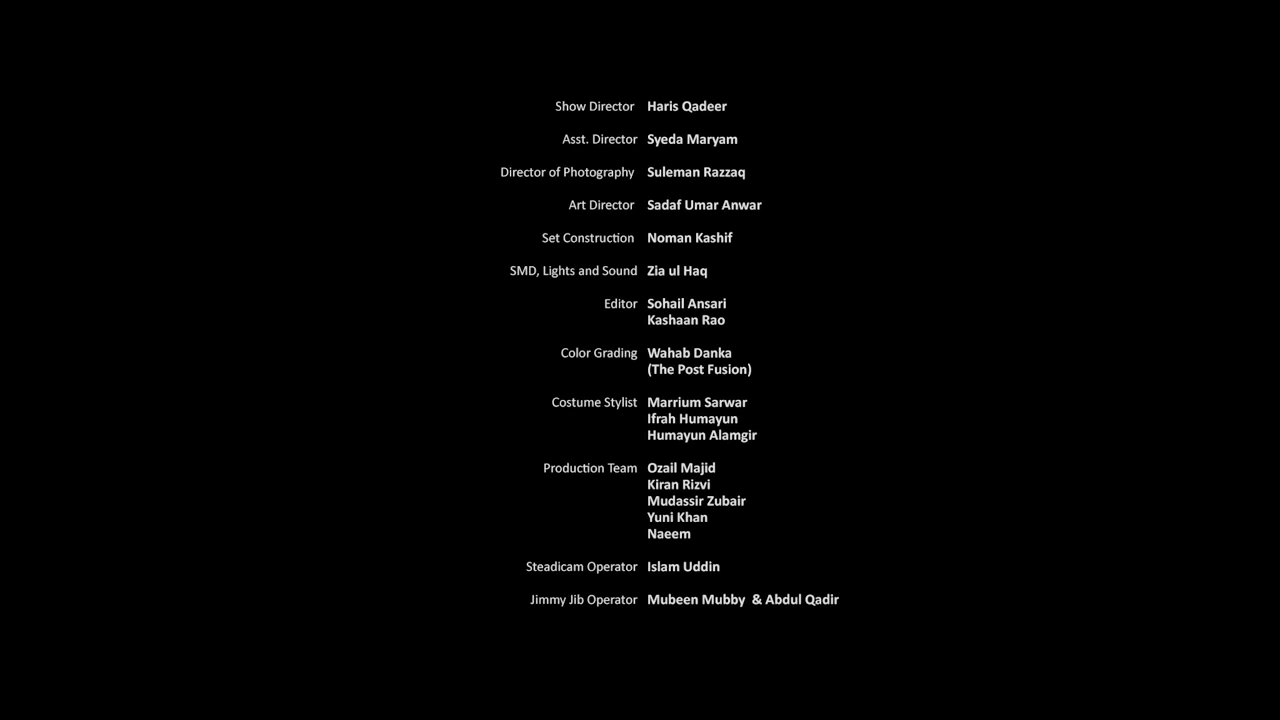 Show Director Haris Qadeer
Asst. Director Syeda Maryam
Director of Photography Suleman Razzaq
Art Director Sadaf Umar Anwar
Set Construction Noman Kashif
SMD, Lights and Sound Zia ul Haq
Editor Sohail Ansari
Kashaan Rao
Color Grading Wahab Danka
(The Post Fusion)
Costume Stylist Marrium Sarwar
Ifrah Humayun
Humayun Alamgir
Production Team Ozail Majid
Kiran Rizvi
Mudassir Zubair
Yuni Khan
Naeem
Steadicam Operator Islam Uddin
Jimmy Jib Operator Mubeen Mubby & Abdul Qadir